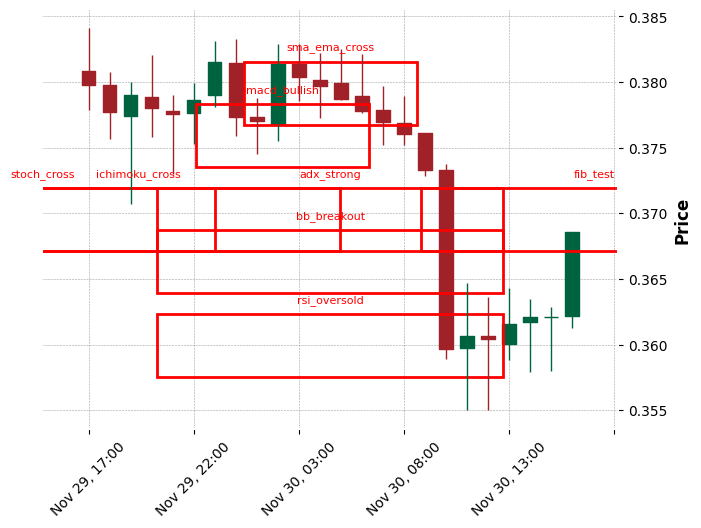 0.385
sma_ema_cross
0.380
macd_bullish
0.375
stoch_cross ichimoku_cross adx_strong fib_test
0.370
bb_breakout
Price
0.365
rsi_oversold
0.360
0.355
Nov 29, 17:00
Nov 29, 22:00
Nov 30, 03:00
Nov 30, 08:00
Nov 30, 13:00